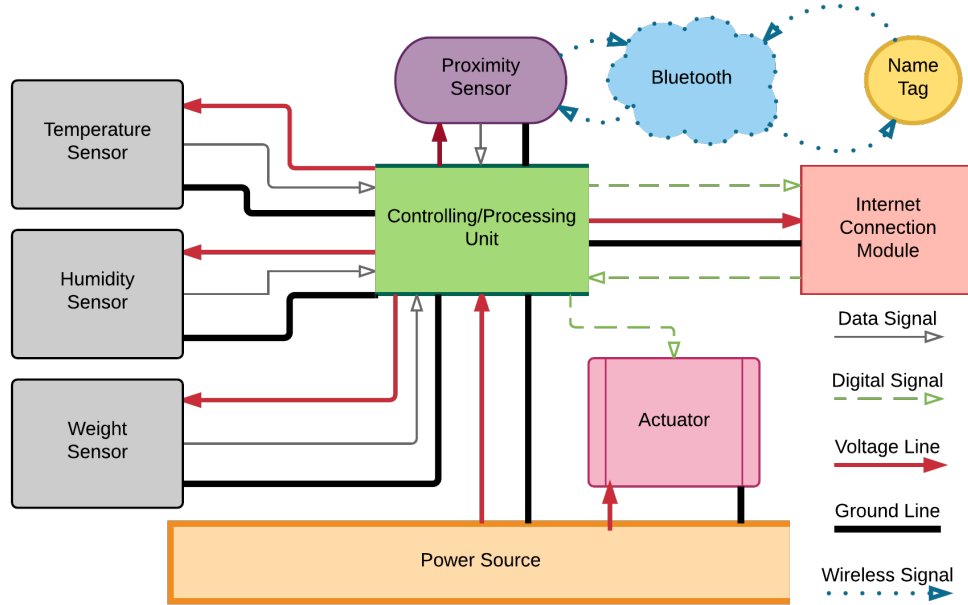 Proximity
Sensor
Bluetooth
Name
Tag
Temperature
Sensor
Controlling/Processing
Unit
Internet
Connection
Module
Humidity
Sensor
Data Signal
Digital Signal
Weight
Sensor
Actuator
Voltage Line
Ground Line
Power Source
Wireless Signal